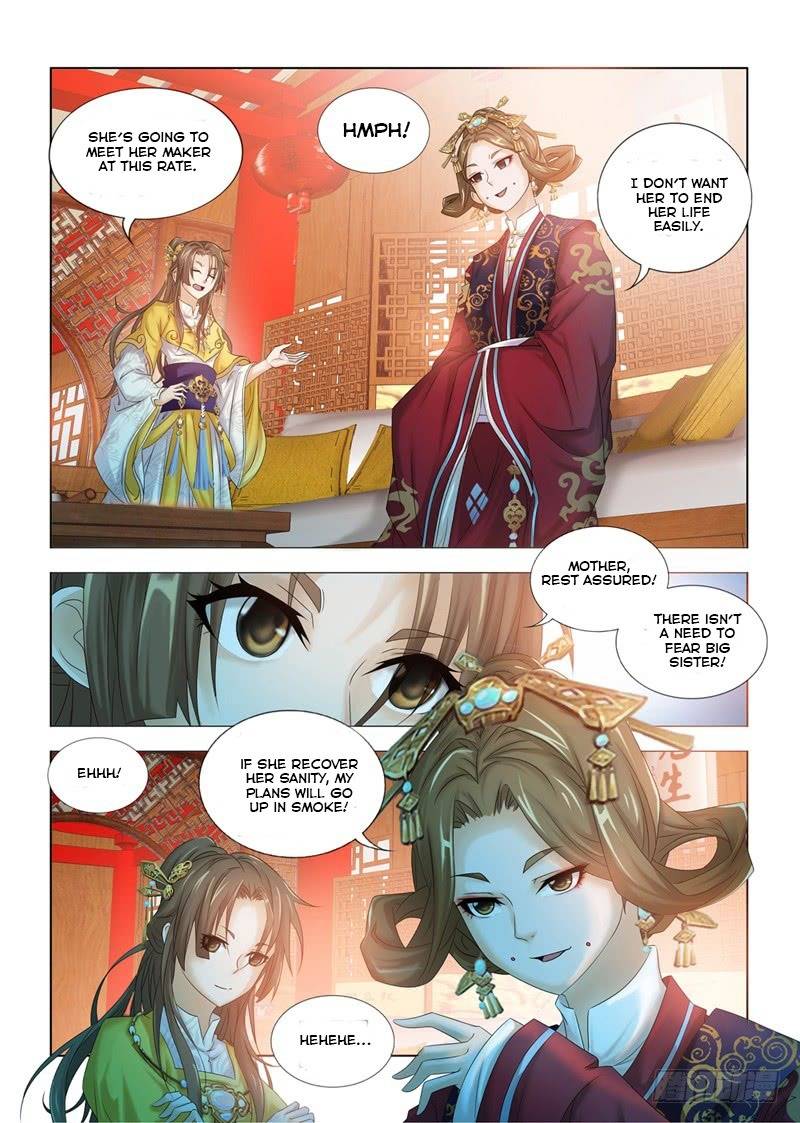 SHE'S GOING TO
MEET HER MAKER
AT THIS RATE.
HMPH!
I DON'T WANT
HER TO END
HER LIFE
EASILY.
MOTHER,
REST ASSURED!
THERE ISN'T
A NEED TO
FEAR BIG
SISTER!
EHHH!
IF SHE RECOVER
HER SANITY, MY
PLANS WILL GO
UP IN SMOKE!
HEHEHE...